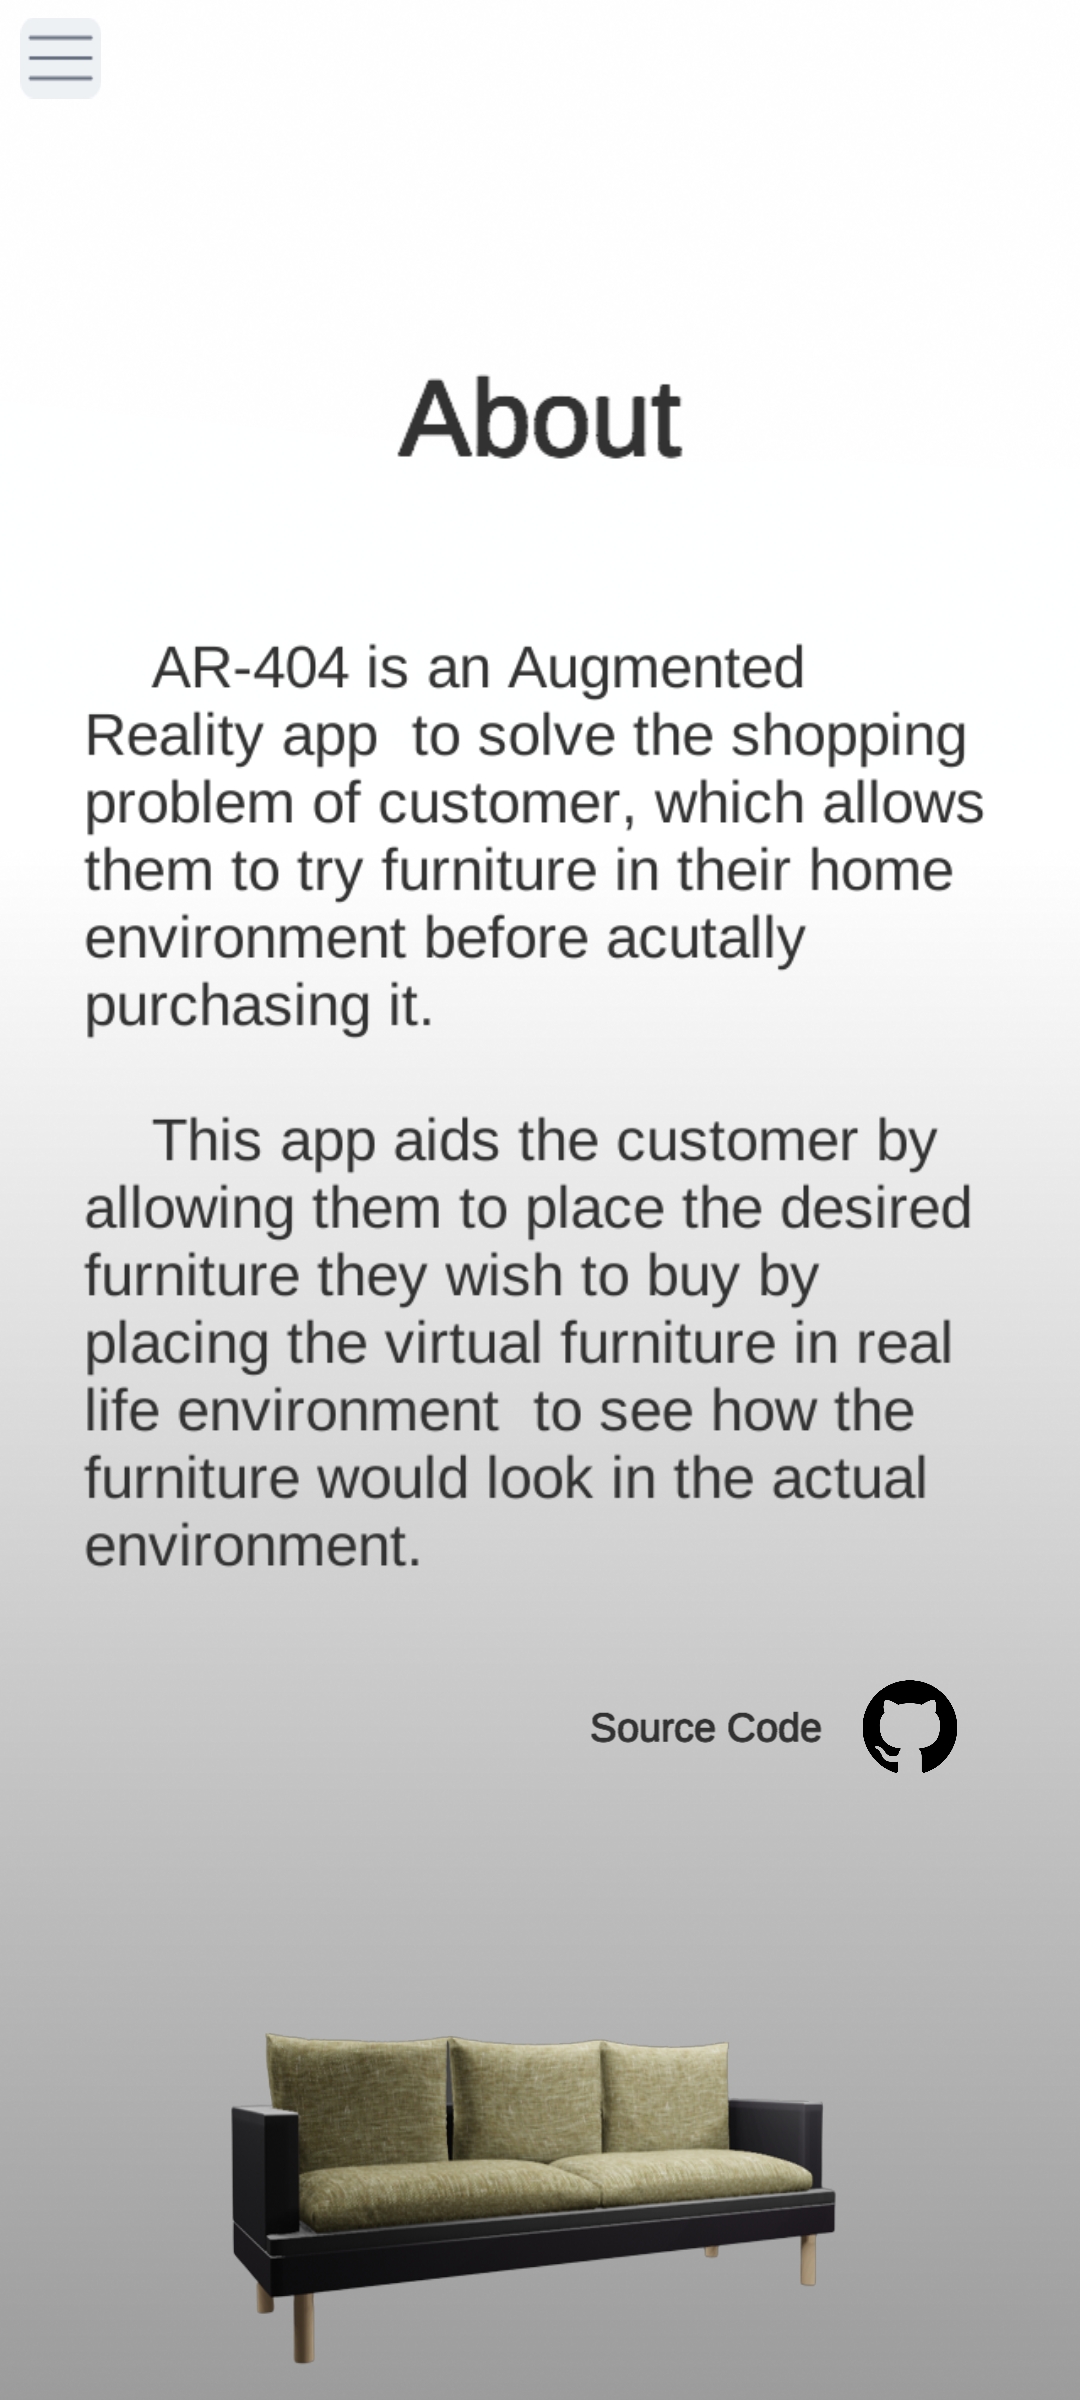 About
AR-404 is an Augmented
Reality app  to solve the shopping
problem of customer, which allows
them to try furniture in their home
environment before acutally
purchasing it.
This app aids the customer by
allowing them to place the desired
furniture they wish to buy by
placing the virtual furniture in real
life environment  to see how the
furniture would look in the actual
environment.
Source Code